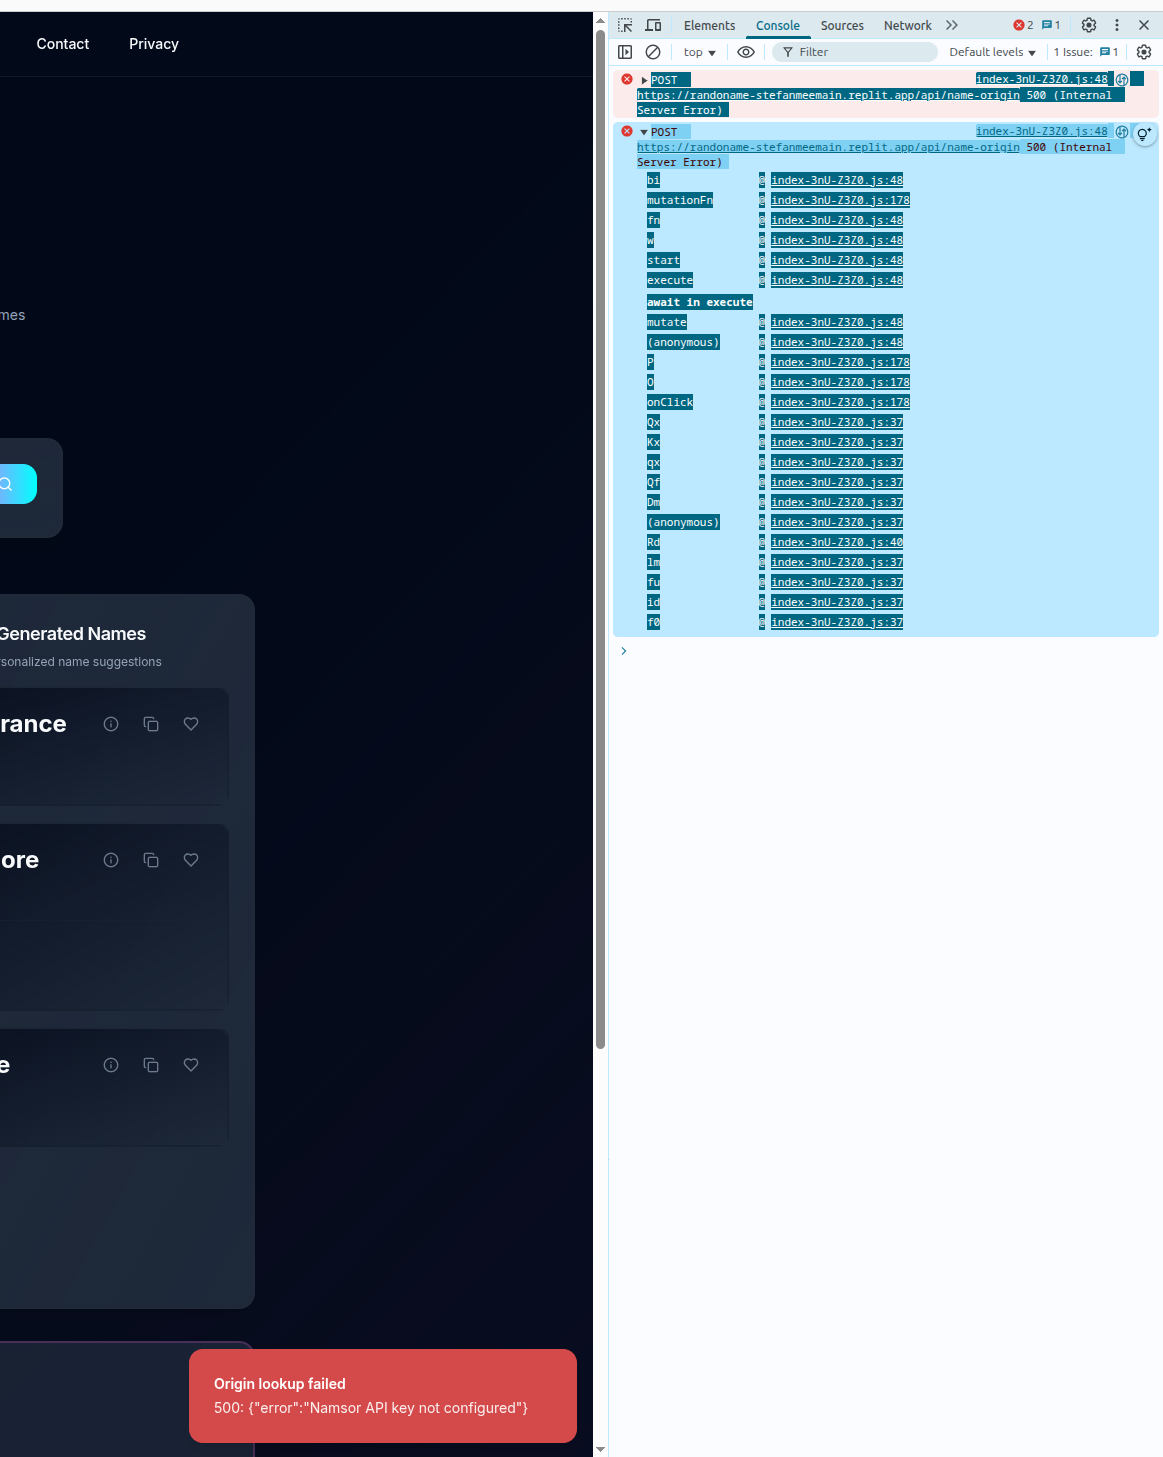 Contact Privacy
mes
Generated Names
rsonalized name suggestions
rance
ore
e
Origin lookup failed
500: {"error":"Namsor API key not configured"}
Elements Console Sources Network 2 1
top Filter Default levels 1 Issue: 1
POST index-3nU-Z3Z0.js:48
https://randoname-stefanmeemain.replit.app/api/name-origin 500 (Internal
Server Error)
POST index-3nU-Z3Z0.js:48
https://randoname-stefanmeemain.replit.app/api/name-origin 500 (Internal
Server Error)
bi @ index-3nU-Z3Z0.js:48
mutationFn @ index-3nU-Z3Z0.js:178
fn @ index-3nU-Z3Z0.js:48
w @ index-3nU-Z3Z0.js:48
start @ index-3nU-Z3Z0.js:48
execute @ index-3nU-Z3Z0.js:48
await in execute
mutate @ index-3nU-Z3Z0.js:48
(anonymous) @ index-3nU-Z3Z0.js:48
P @ index-3nU-Z3Z0.js:178
O @ index-3nU-Z3Z0.js:178
onClick @ index-3nU-Z3Z0.js:178
Qx @ index-3nU-Z3Z0.js:37
Kx @ index-3nU-Z3Z0.js:37
qx @ index-3nU-Z3Z0.js:37
Qf @ index-3nU-Z3Z0.js:37
Dm @ index-3nU-Z3Z0.js:37
(anonymous) @ index-3nU-Z3Z0.js:37
Rd @ index-3nU-Z3Z0.js:40
lm @ index-3nU-Z3Z0.js:37
fu @ index-3nU-Z3Z0.js:37
id @ index-3nU-Z3Z0.js:37
f0 @ index-3nU-Z3Z0.js:37